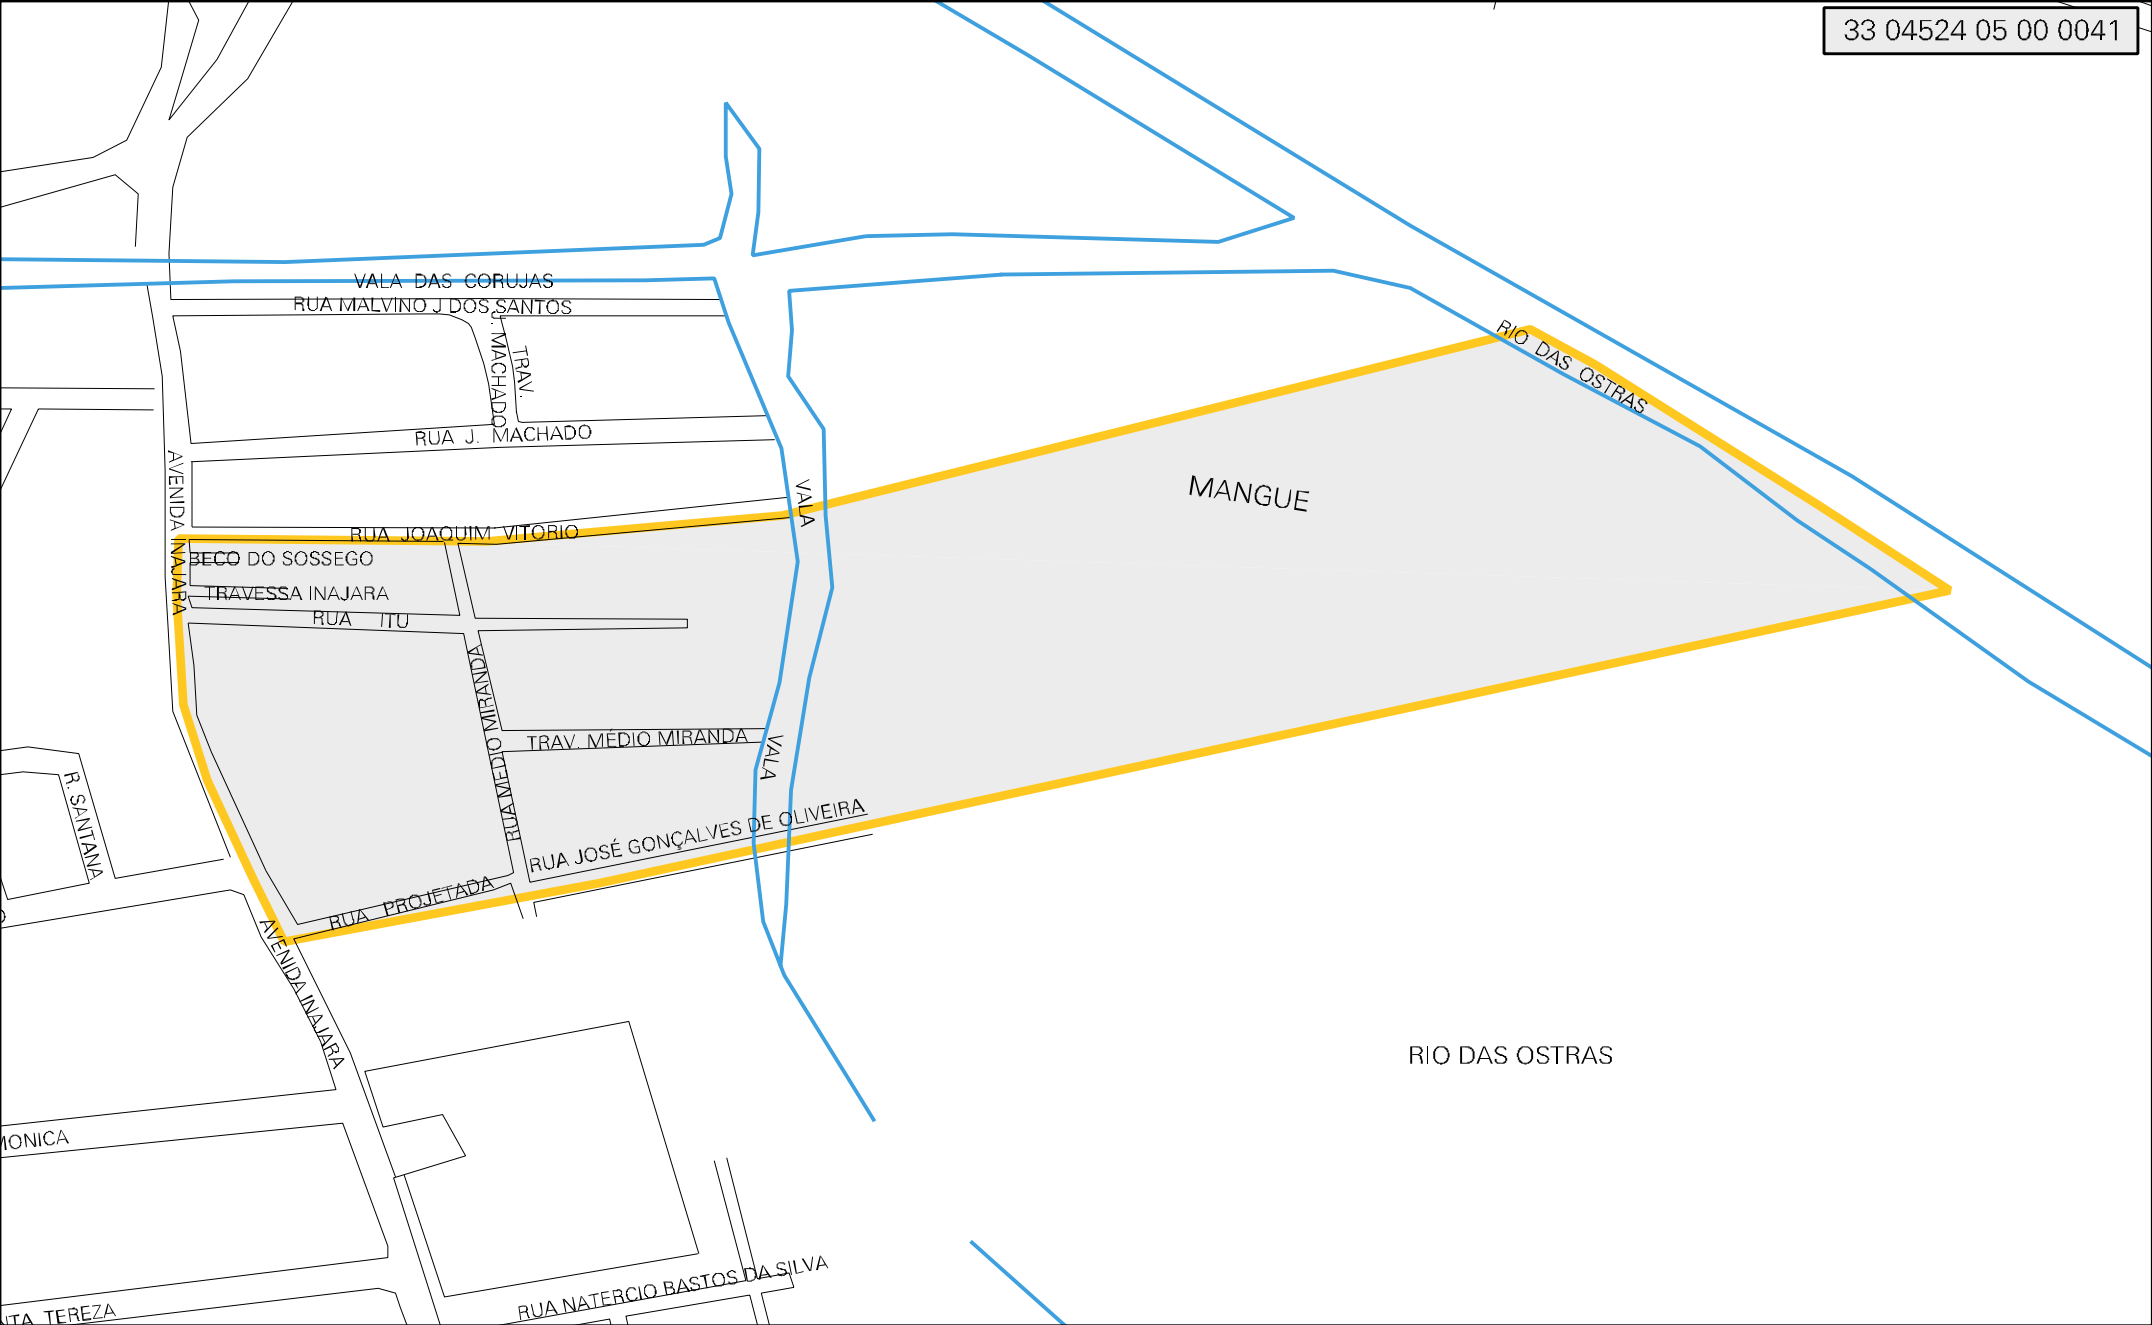 33 04524 05 00 0041
VALA DAS CORUJAS
RUA MALVINO J DOS SANTOS
TRAV.
J. MACHADO
RIO DAS OSTRAS
RUA J. MACHADO
AVENIDA INAJARA
VALA
MANGUE
RUA JOAQUIM VITORIO
BECO DO SOSSEGO
TRAVESSA INAJARA
RUA ITU
RUA MEDIO MIRANDA
TRAV. MÉDIO MIRANDA
VALA
R. SANTANA
RUA JOSÉ GONÇALVES DE OLIVEIRA
RUA PROJETADA
AVENIDA INAJARA
RIO DAS OSTRAS
MONICA
RUA NATERCIO BASTOS DA SILVA
TEREZA